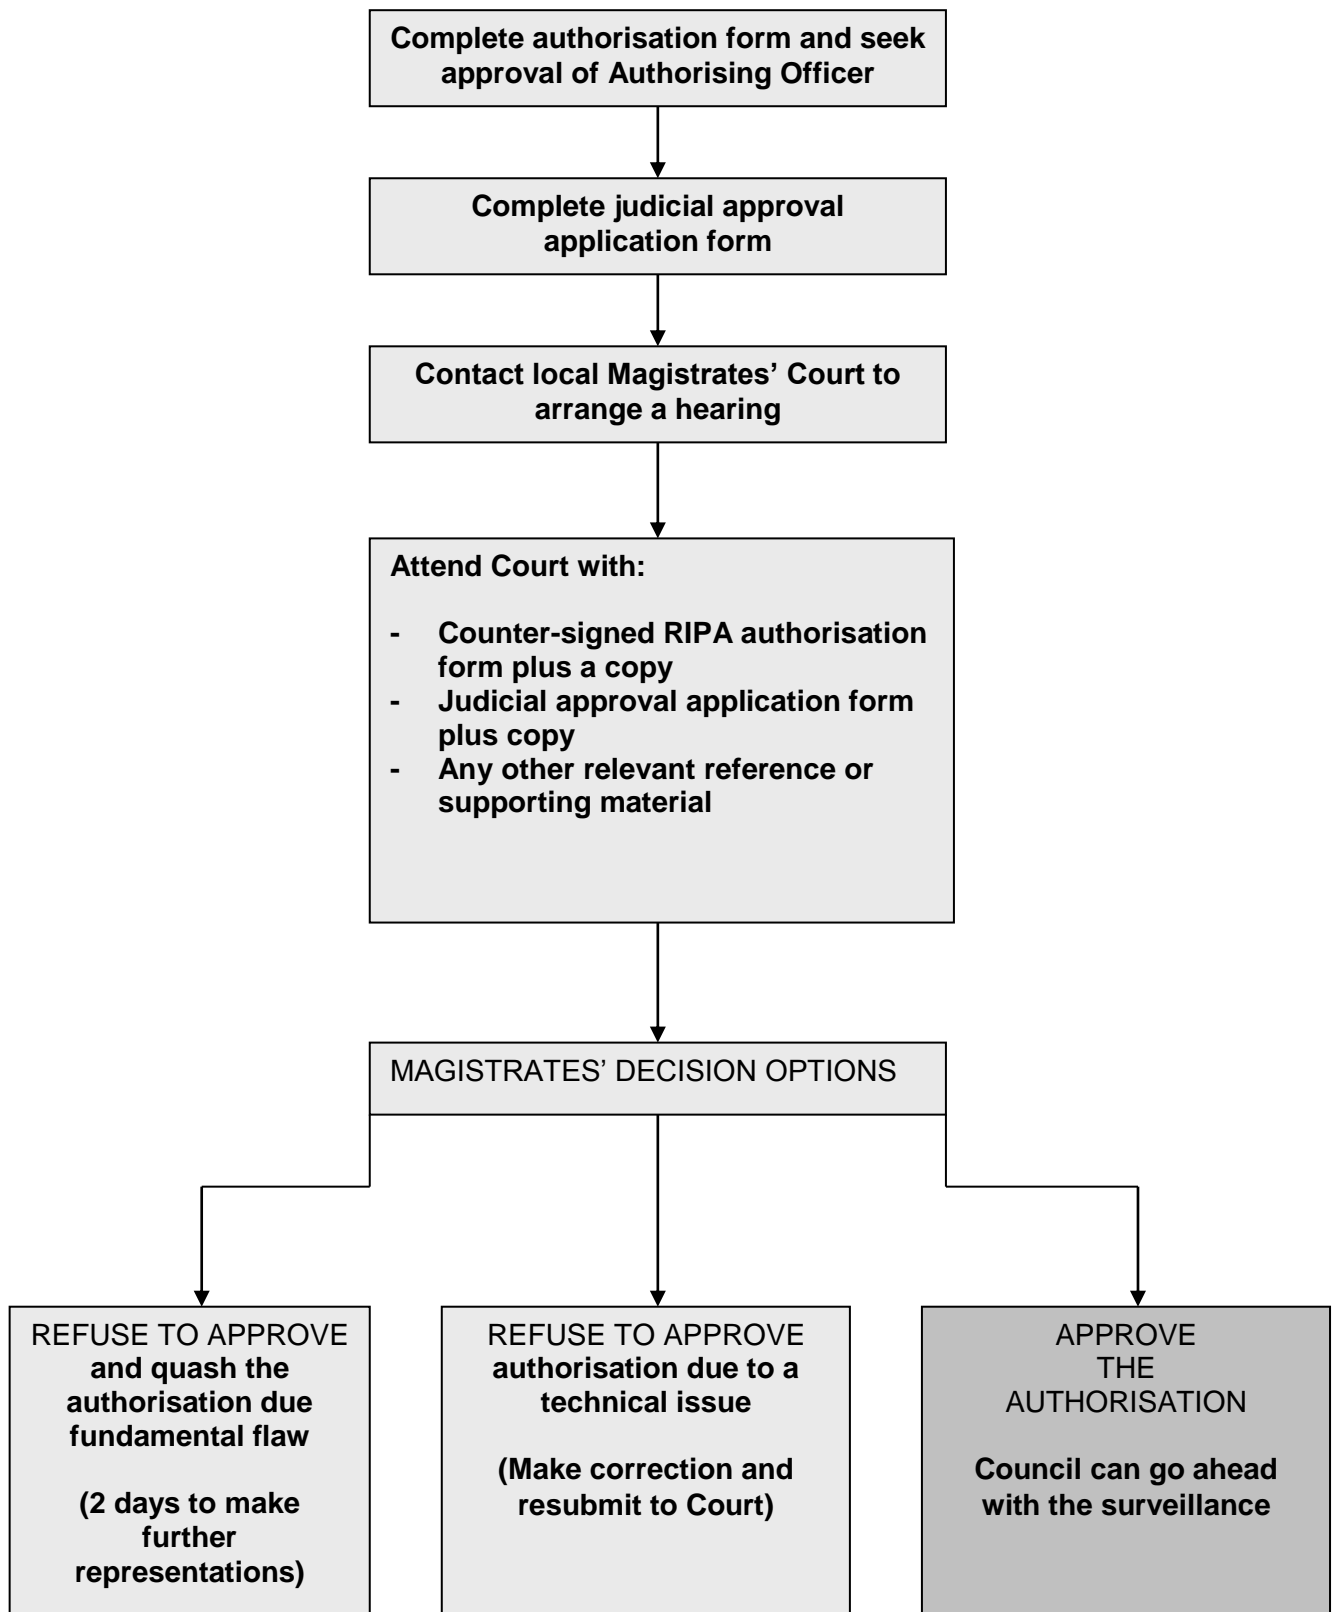 Complete authorisation form and seek
approval of Authorising Officer
Complete judicial approval
application form
Contact local Magistrates’ Court to
arrange a hearing
Attend Court with:
- Counter-signed RIPA authorisation
form plus a copy
- Judicial approval application form
plus copy
- Any other relevant reference or
supporting material
MAGISTRATES’ DECISION OPTIONS
REFUSE TO APPROVE
and quash the
authorisation due
fundamental flaw
(2 days to make
further
representations)
REFUSE TO APPROVE
authorisation due to a
technical issue
(Make correction and
resubmit to Court)
APPROVE
THE
AUTHORISATION
Council can go ahead
with the surveillance